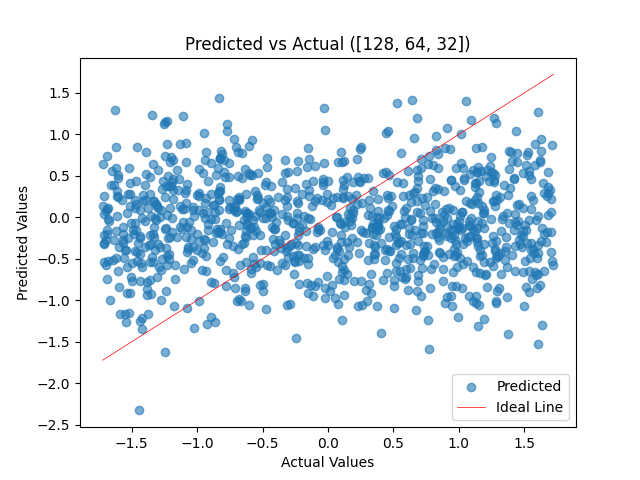 Predicted vs Actual ([128, 64, 32])
Predicted Values
1.5
1.0
0.5
0.0
−0.5
−1.0
−1.5
−2.0
−2.5
Predicted
Ideal Line
−1.5 −1.0 −0.5 0.0 0.5 1.0 1.5
Actual Values